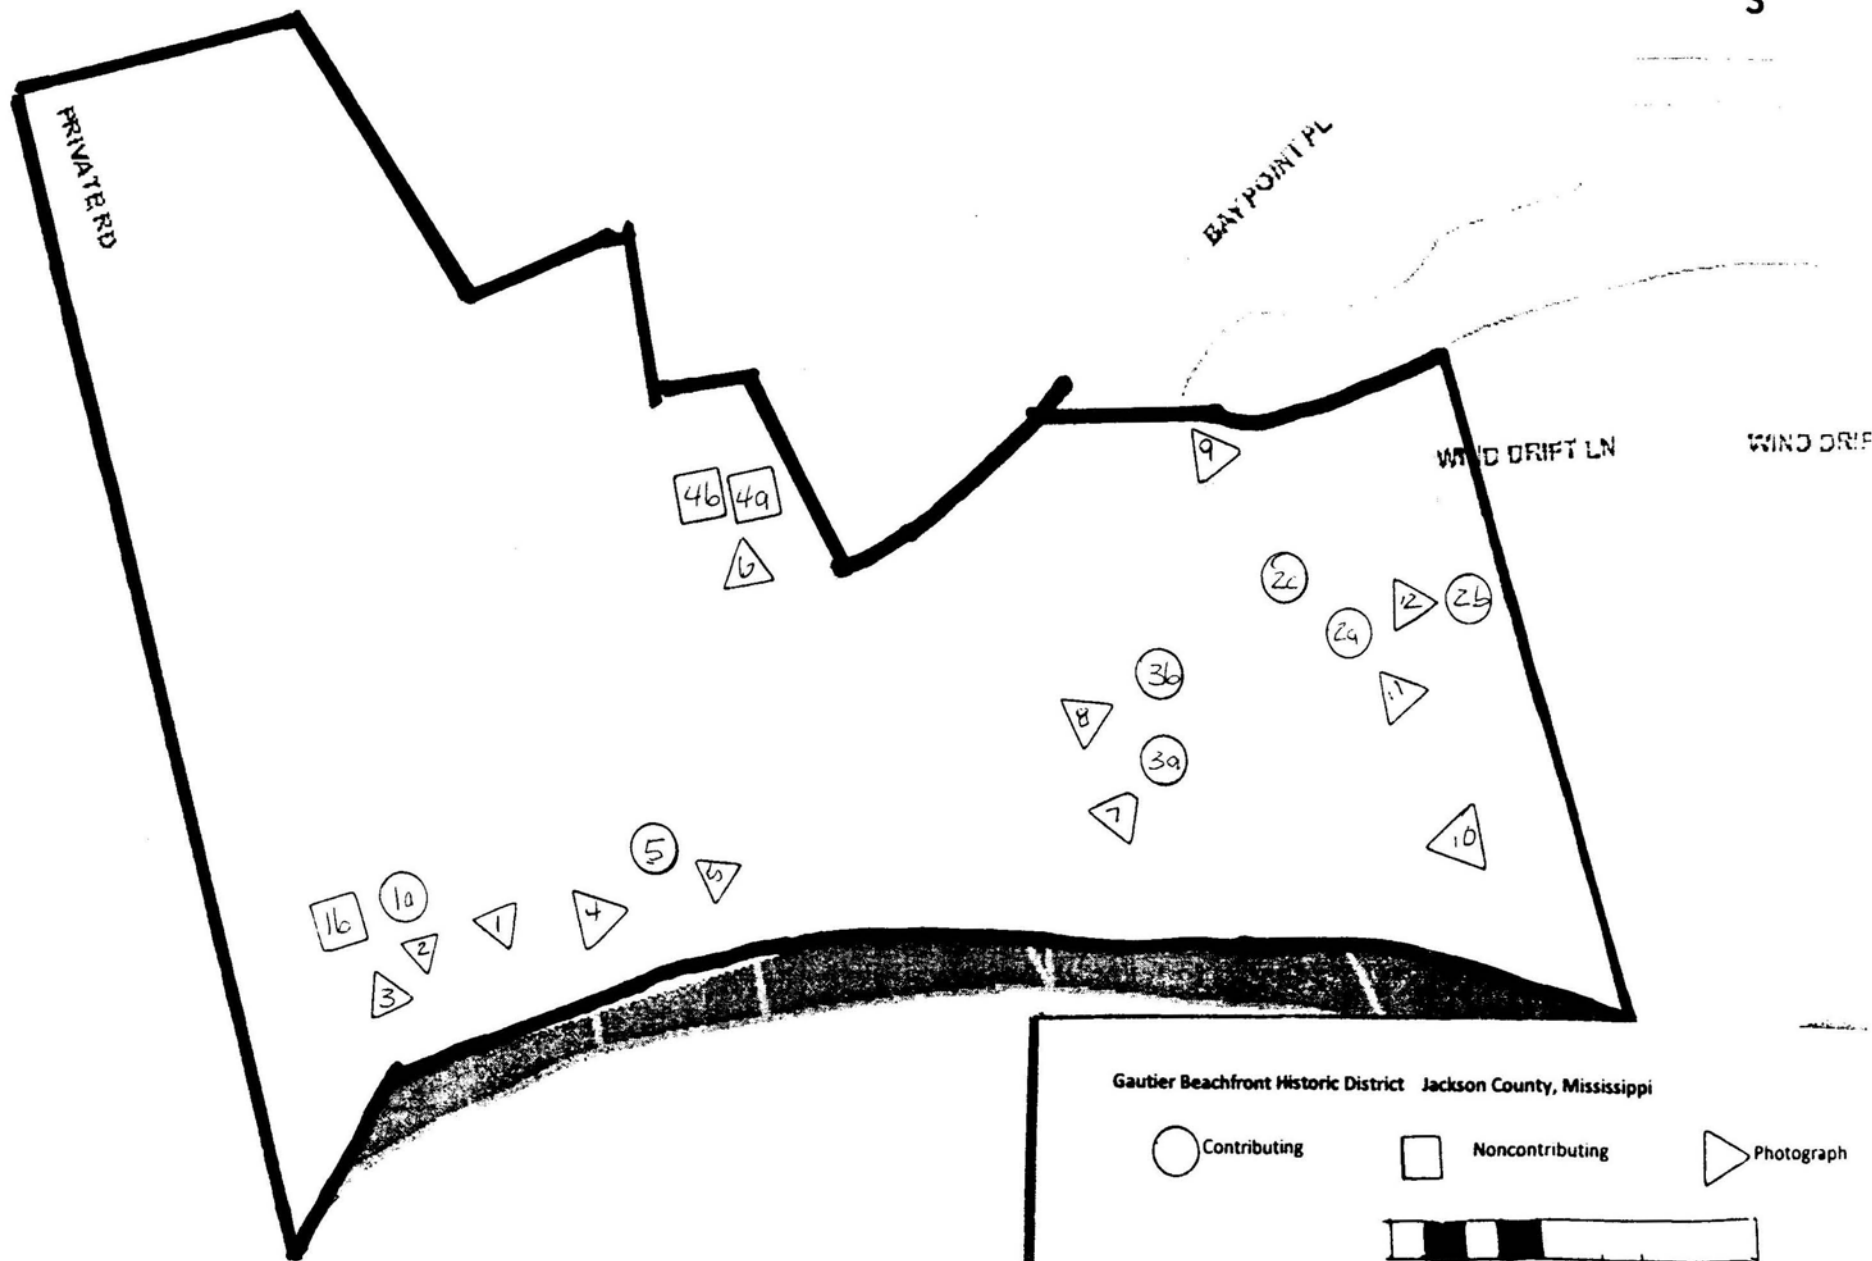 3
PRIVATE RD
BAYPOINT PL
WIND DRIFT LN
WIND DRIF
9
4b 4a
6
2c
12 2b
2a
3b
11
8
3a
7
10
5
5
1a
1b
1
4
2
3
Gautier Beachfront Historic District Jackson County, Mississippi
Contributing Noncontributing Photograph